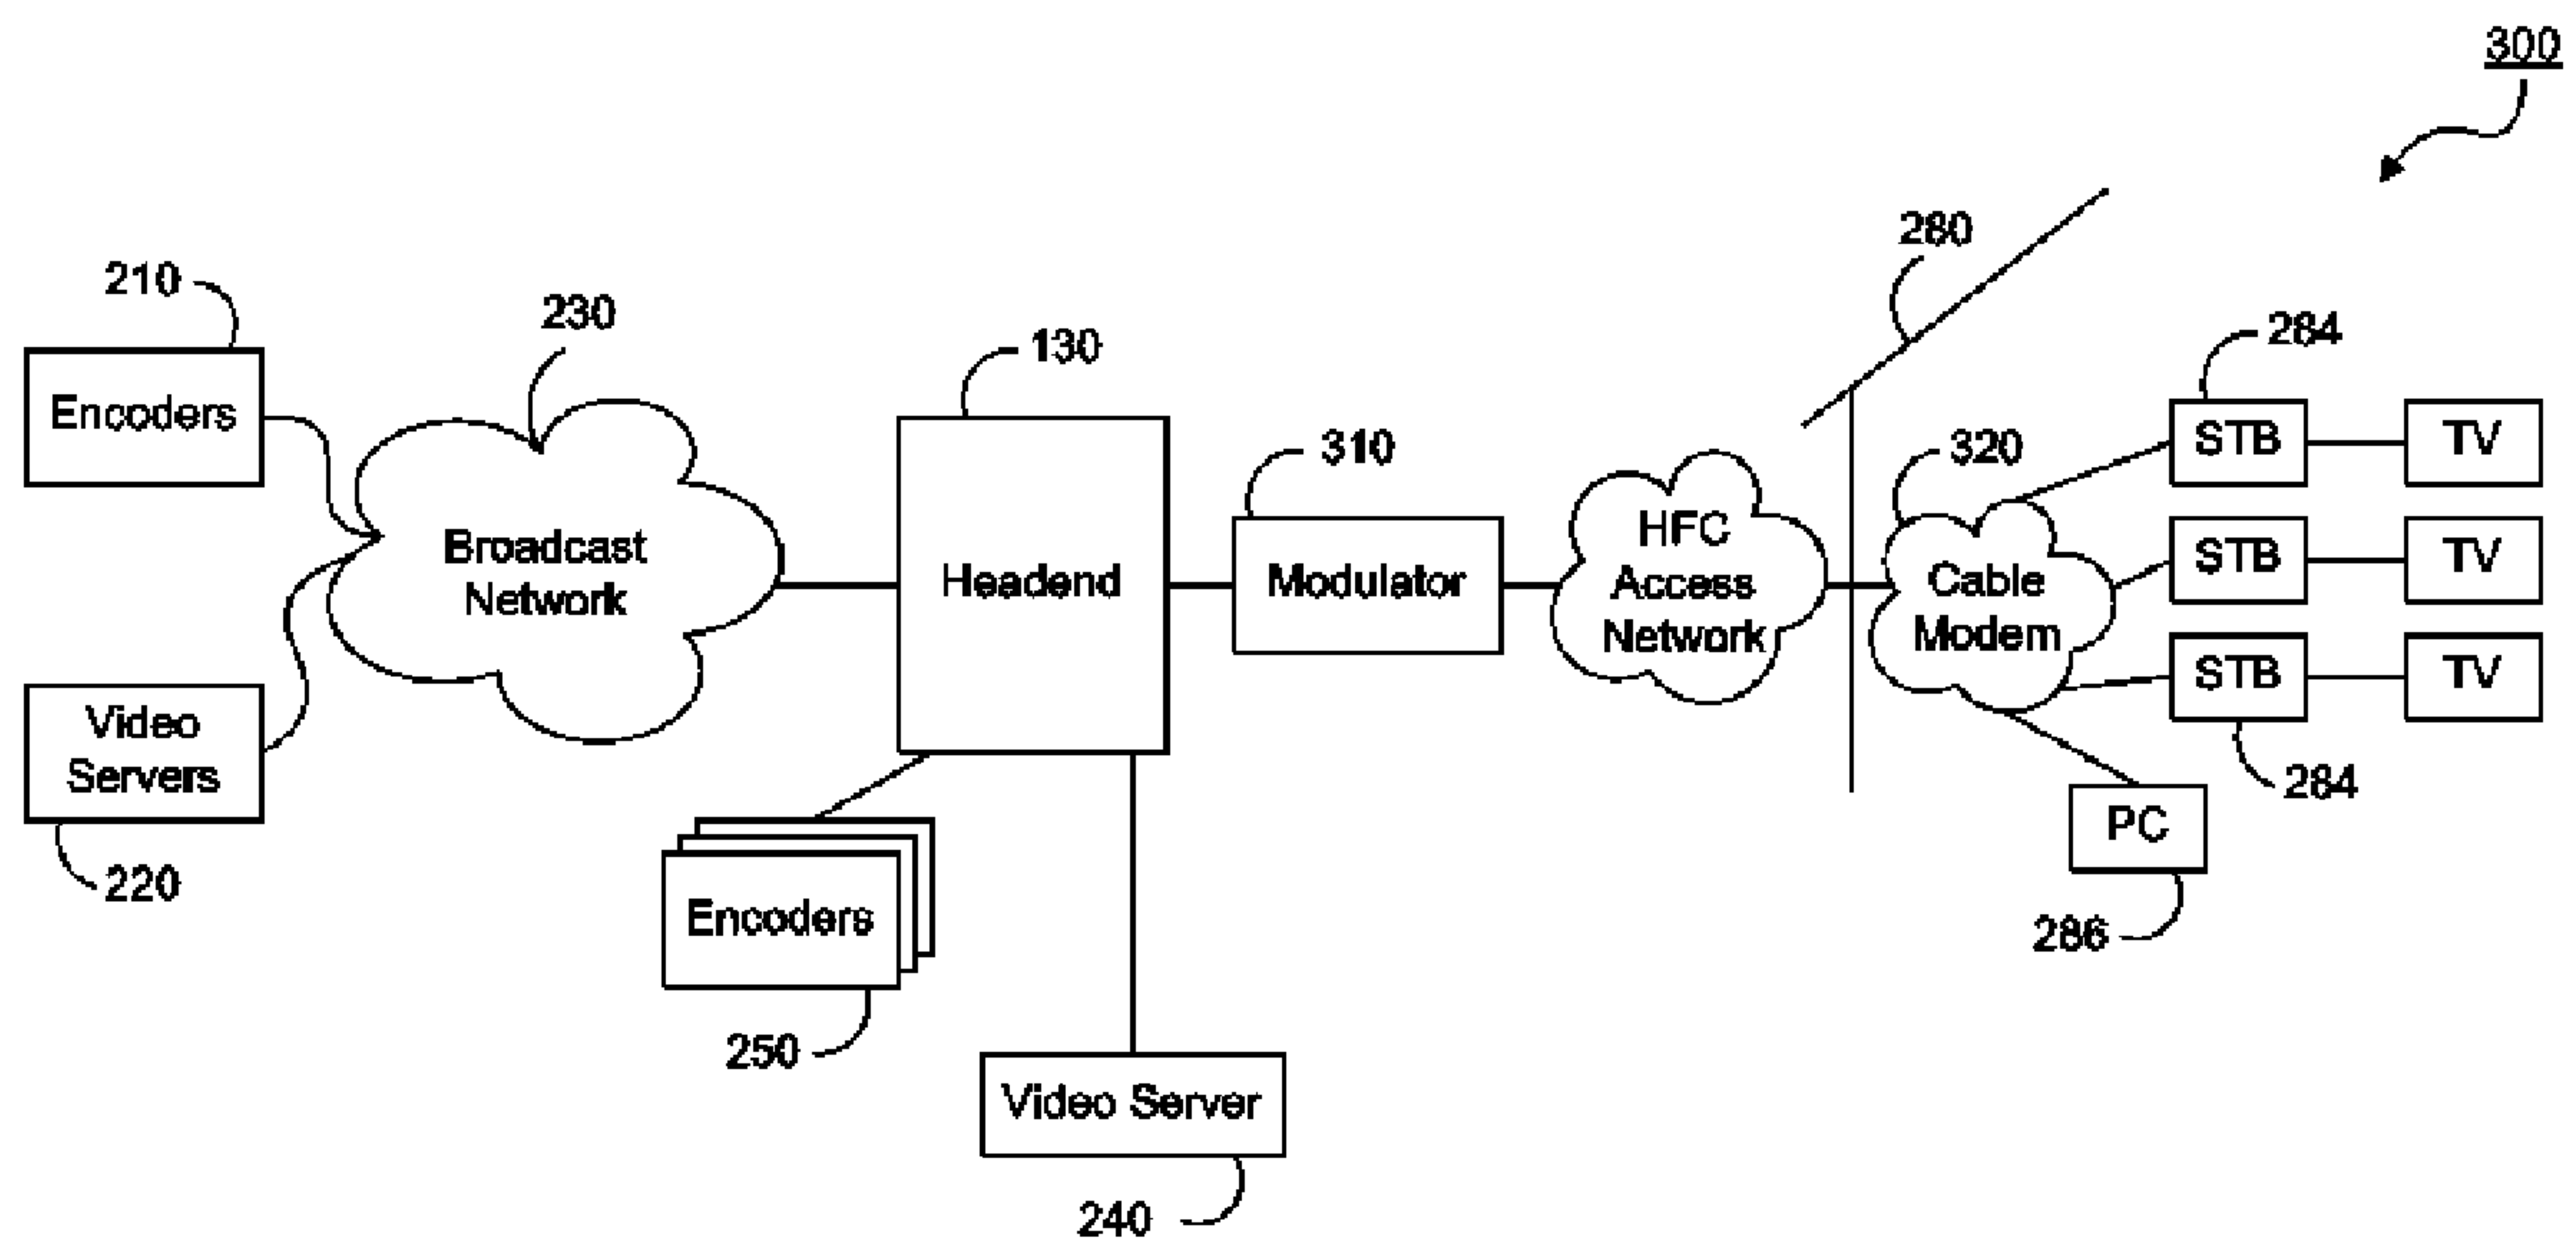 300
280
210
230
284
130
Encoders
STB
TV
310
320
HFC
Access
Network
Broadcast
Network
Headend
Modulator
Cable
Modem
STB
TV
STB
TV
Video
Servers
284
PC
220
Encoders
286
250
Video Server
240